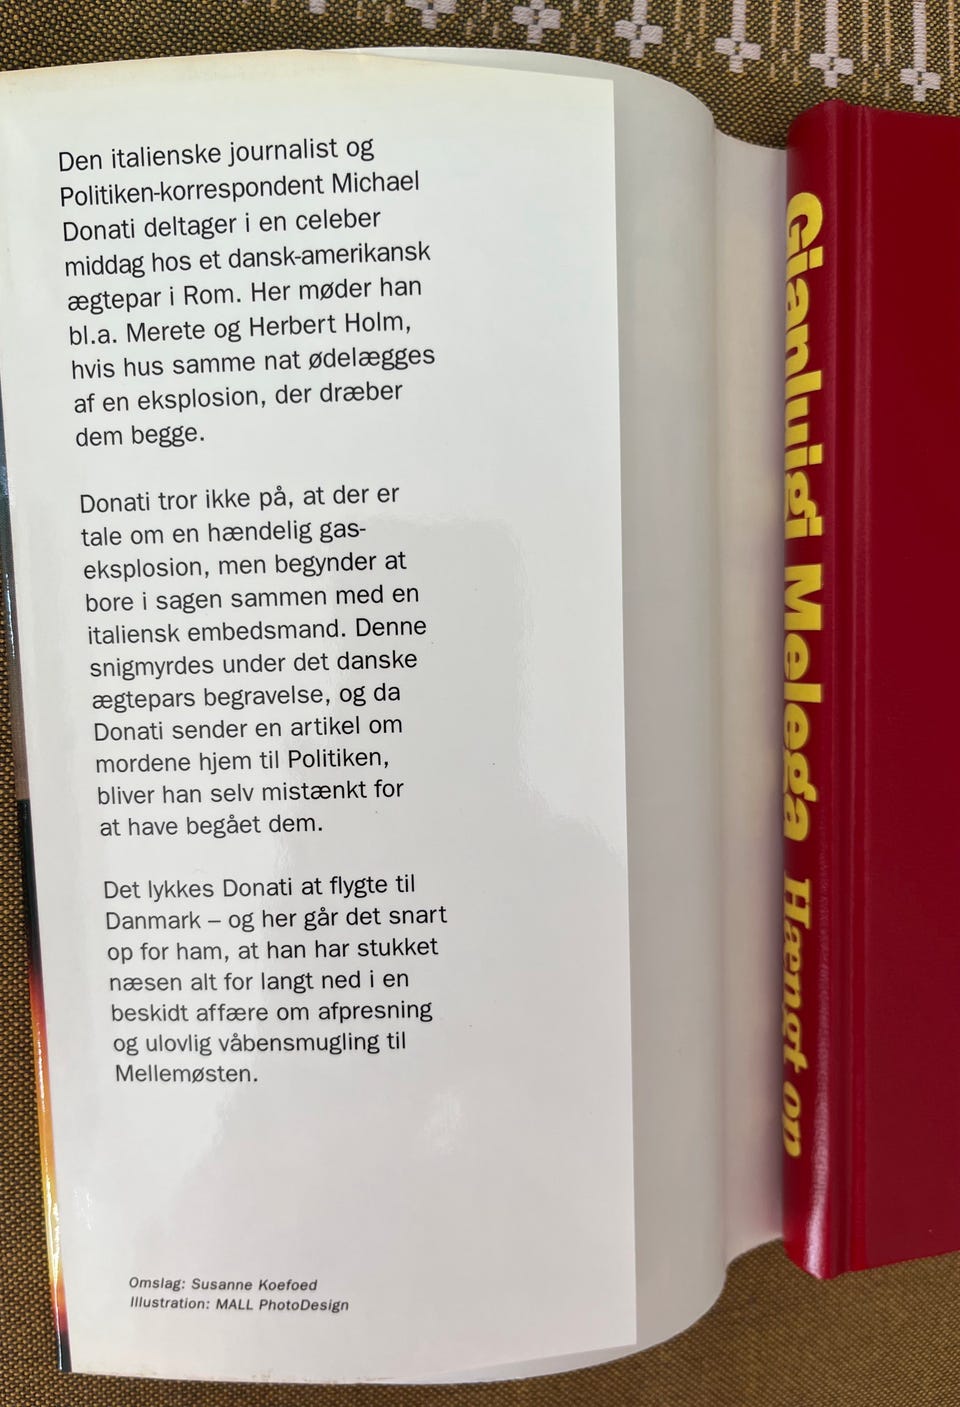 Den italienske journalist og
Politiken-korrespondent Michael
Donati deltager i en celeber
middag hos et dansk-amerikansk
ægtepar i Rom. Her møder han
bl.a. Merete og Herbert Holm,
hvis hus samme nat ødelægges
af en eksplosion, der dræber
dem begge.
Donati tror ikke på, at der er
tale om en hændelig gas-
eksplosion, men begynder at
bore i sagen sammen med en
italiensk embedsmand. Denne
snigmyrdes under det danske
ægtepars begravelse, og da
Donati sender en artikel om
mordene hjem til Politiken,
bliver han selv mistænkt for
at have begået dem.
Det lykkes Donati at flygte til
Danmark – og her går det snart
op for ham, at han har stukket
næsen alt for langt ned i en
beskidt affære om afpresning
og ulovlig våbensmugling til
Mellemøsten.
Omslag: Susanne Koefoed
Illustration: MALL PhotoDesign
Gianluigi Melega Hængt op